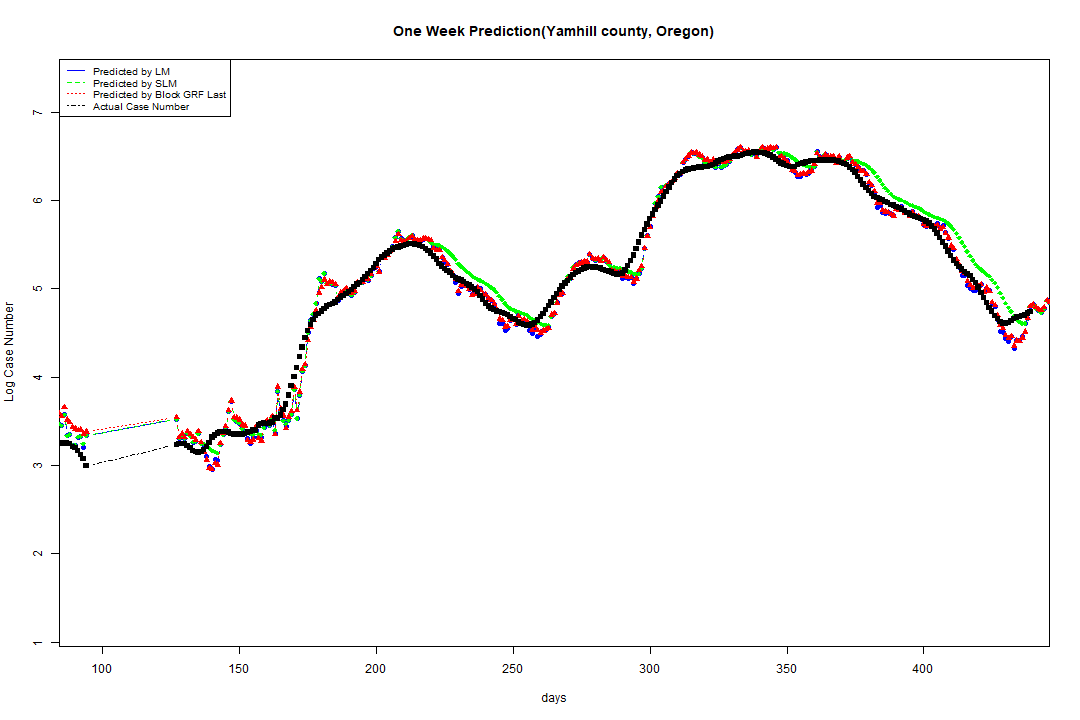 One Week Prediction(Yamhill county, Oregon)
Predicted by LM
Predicted by SLM
Predicted by Block GRF Last
Actual Case Number
7
6
5
4
3
2
1
Log Case Number
100 150 200 250 300 350 400
days